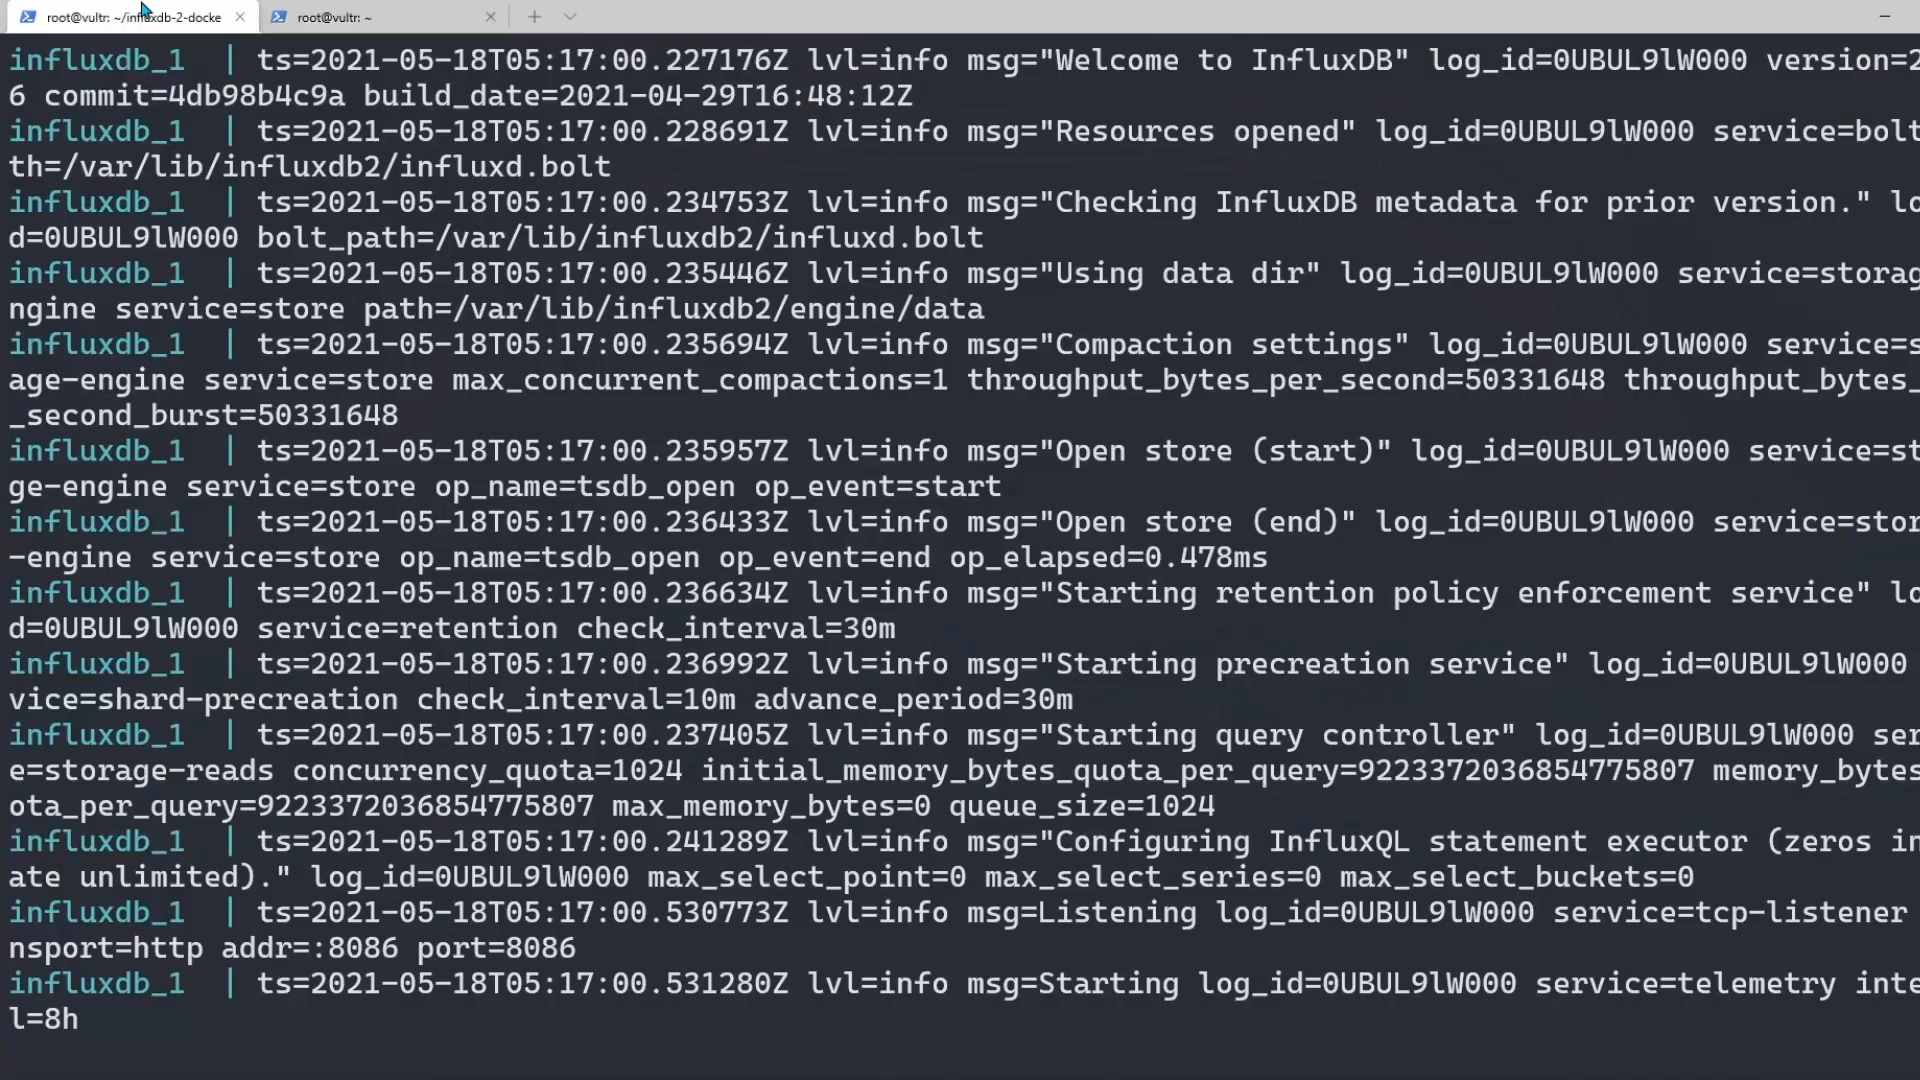 root@vultr: ~/influxdb-2-docke
root@vultr: ~
influxdb_1 | ts=2021-05-18T05:17:00.227176Z lvl=info msg="Welcome to InfluxDB" log_id=0UBUL9lW000 version=2
6 commit=4db98b4c9a build_date=2021-04-29T16:48:12Z
influxdb_1 | ts=2021-05-18T05:17:00.228691Z lvl=info msg="Resources opened" log_id=0UBUL9lW000 service=bolt
th=/var/lib/influxdb2/influxd.bolt
influxdb_1 | ts=2021-05-18T05:17:00.234753Z lvl=info msg="Checking InfluxDB metadata for prior version." lo
d=0UBUL9lW000 bolt_path=/var/lib/influxdb2/influxd.bolt
influxdb_1 | ts=2021-05-18T05:17:00.235446Z lvl=info msg="Using data dir" log_id=0UBUL9lW000 service=storag
ngine service=store path=/var/lib/influxdb2/engine/data
influxdb_1 | ts=2021-05-18T05:17:00.235694Z lvl=info msg="Compaction settings" log_id=0UBUL9lW000 service=s
age-engine service=store max_concurrent_compactions=1 throughput_bytes_per_second=50331648 throughput_bytes_
_second_burst=50331648
influxdb_1 | ts=2021-05-18T05:17:00.235957Z lvl=info msg="Open store (start)" log_id=0UBUL9lW000 service=st
ge-engine service=store op_name=tsdb_open op_event=start
influxdb_1 | ts=2021-05-18T05:17:00.236433Z lvl=info msg="Open store (end)" log_id=0UBUL9lW000 service=stor
-engine service=store op_name=tsdb_open op_event=end op_elapsed=0.478ms
influxdb_1 | ts=2021-05-18T05:17:00.236634Z lvl=info msg="Starting retention policy enforcement service" lo
d=0UBUL9lW000 service=retention check_interval=30m
influxdb_1 | ts=2021-05-18T05:17:00.236992Z lvl=info msg="Starting precreation service" log_id=0UBUL9lW000
vice=shard-precreation check_interval=10m advance_period=30m
influxdb_1 | ts=2021-05-18T05:17:00.237405Z lvl=info msg="Starting query controller" log_id=0UBUL9lW000 ser
e=storage-reads concurrency_quota=1024 initial_memory_bytes_quota_per_query=9223372036854775807 memory_bytes
ota_per_query=9223372036854775807 max_memory_bytes=0 queue_size=1024
influxdb_1 | ts=2021-05-18T05:17:00.241289Z lvl=info msg="Configuring InfluxQL statement executor (zeros in
ate unlimited)." log_id=0UBUL9lW000 max_select_point=0 max_select_series=0 max_select_buckets=0
influxdb_1 | ts=2021-05-18T05:17:00.530773Z lvl=info msg=Listening log_id=0UBUL9lW000 service=tcp-listener
nsport=http addr=:8086 port=8086
influxdb_1 | ts=2021-05-18T05:17:00.531280Z lvl=info msg=Starting log_id=0UBUL9lW000 service=telemetry inte
l=8h